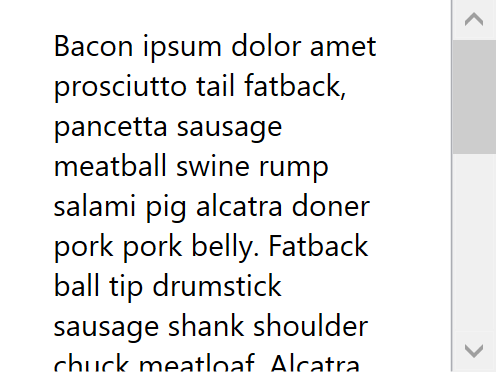 Bacon ipsum dolor amet
prosciutto tail fatback,
pancetta sausage
meatball swine rump
salami pig alcatra doner
pork pork belly. Fatback
ball tip drumstick
sausage shank shoulder
chuck meatloaf. Alcatra